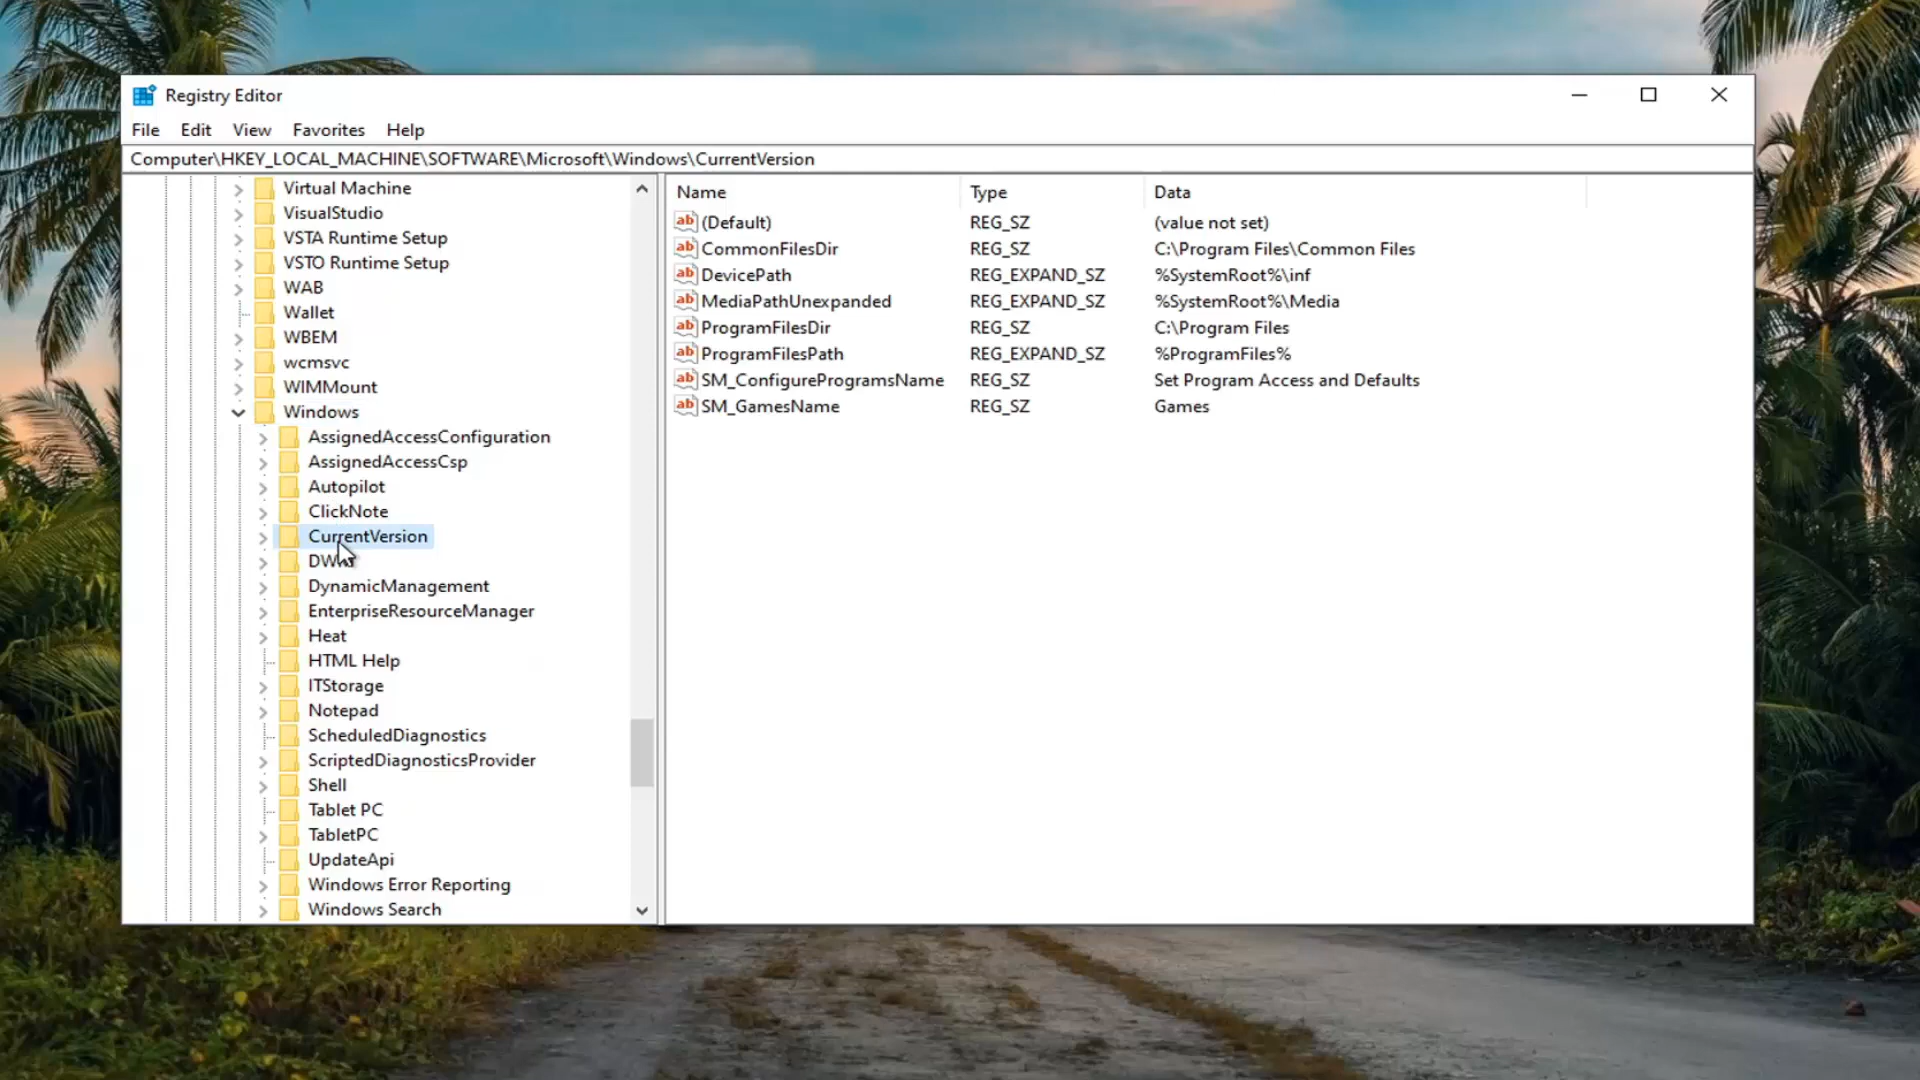 Registry Editor
File Edit View Favorites Help
Computer\HKEY_LOCAL_MACHINE\SOFTWARE\Microsoft\Windows\CurrentVersion
Virtual Machine
VisualStudio
VSTA Runtime Setup
VSTO Runtime Setup
WAB
Wallet
WBEM
wcmsvc
WIMMount
Windows
AssignedAccessConfiguration
AssignedAccessCsp
Autopilot
ClickNote
CurrentVersion
DynamicManagement
EnterpriseResourceManager
Heat
HTML Help
ITStorage
Notepad
ScheduledDiagnostics
ScriptedDiagnosticsProvider
Shell
Tablet PC
TabletPC
UpdateApi
Windows Error Reporting
Windows Search
Name Type Data
(Default) REG_SZ (value not set)
CommonFilesDir REG_SZ C:\Program Files\Common Files
DevicePath REG_EXPAND_SZ %SystemRoot%\inf
MediaPathUnexpanded REG_EXPAND_SZ %SystemRoot%\Media
ProgramFilesDir REG_SZ C:\Program Files
ProgramFilesPath REG_EXPAND_SZ %ProgramFiles%
SM_ConfigureProgramsName REG_SZ Set Program Access and Defaults
SM_GamesName REG_SZ Games